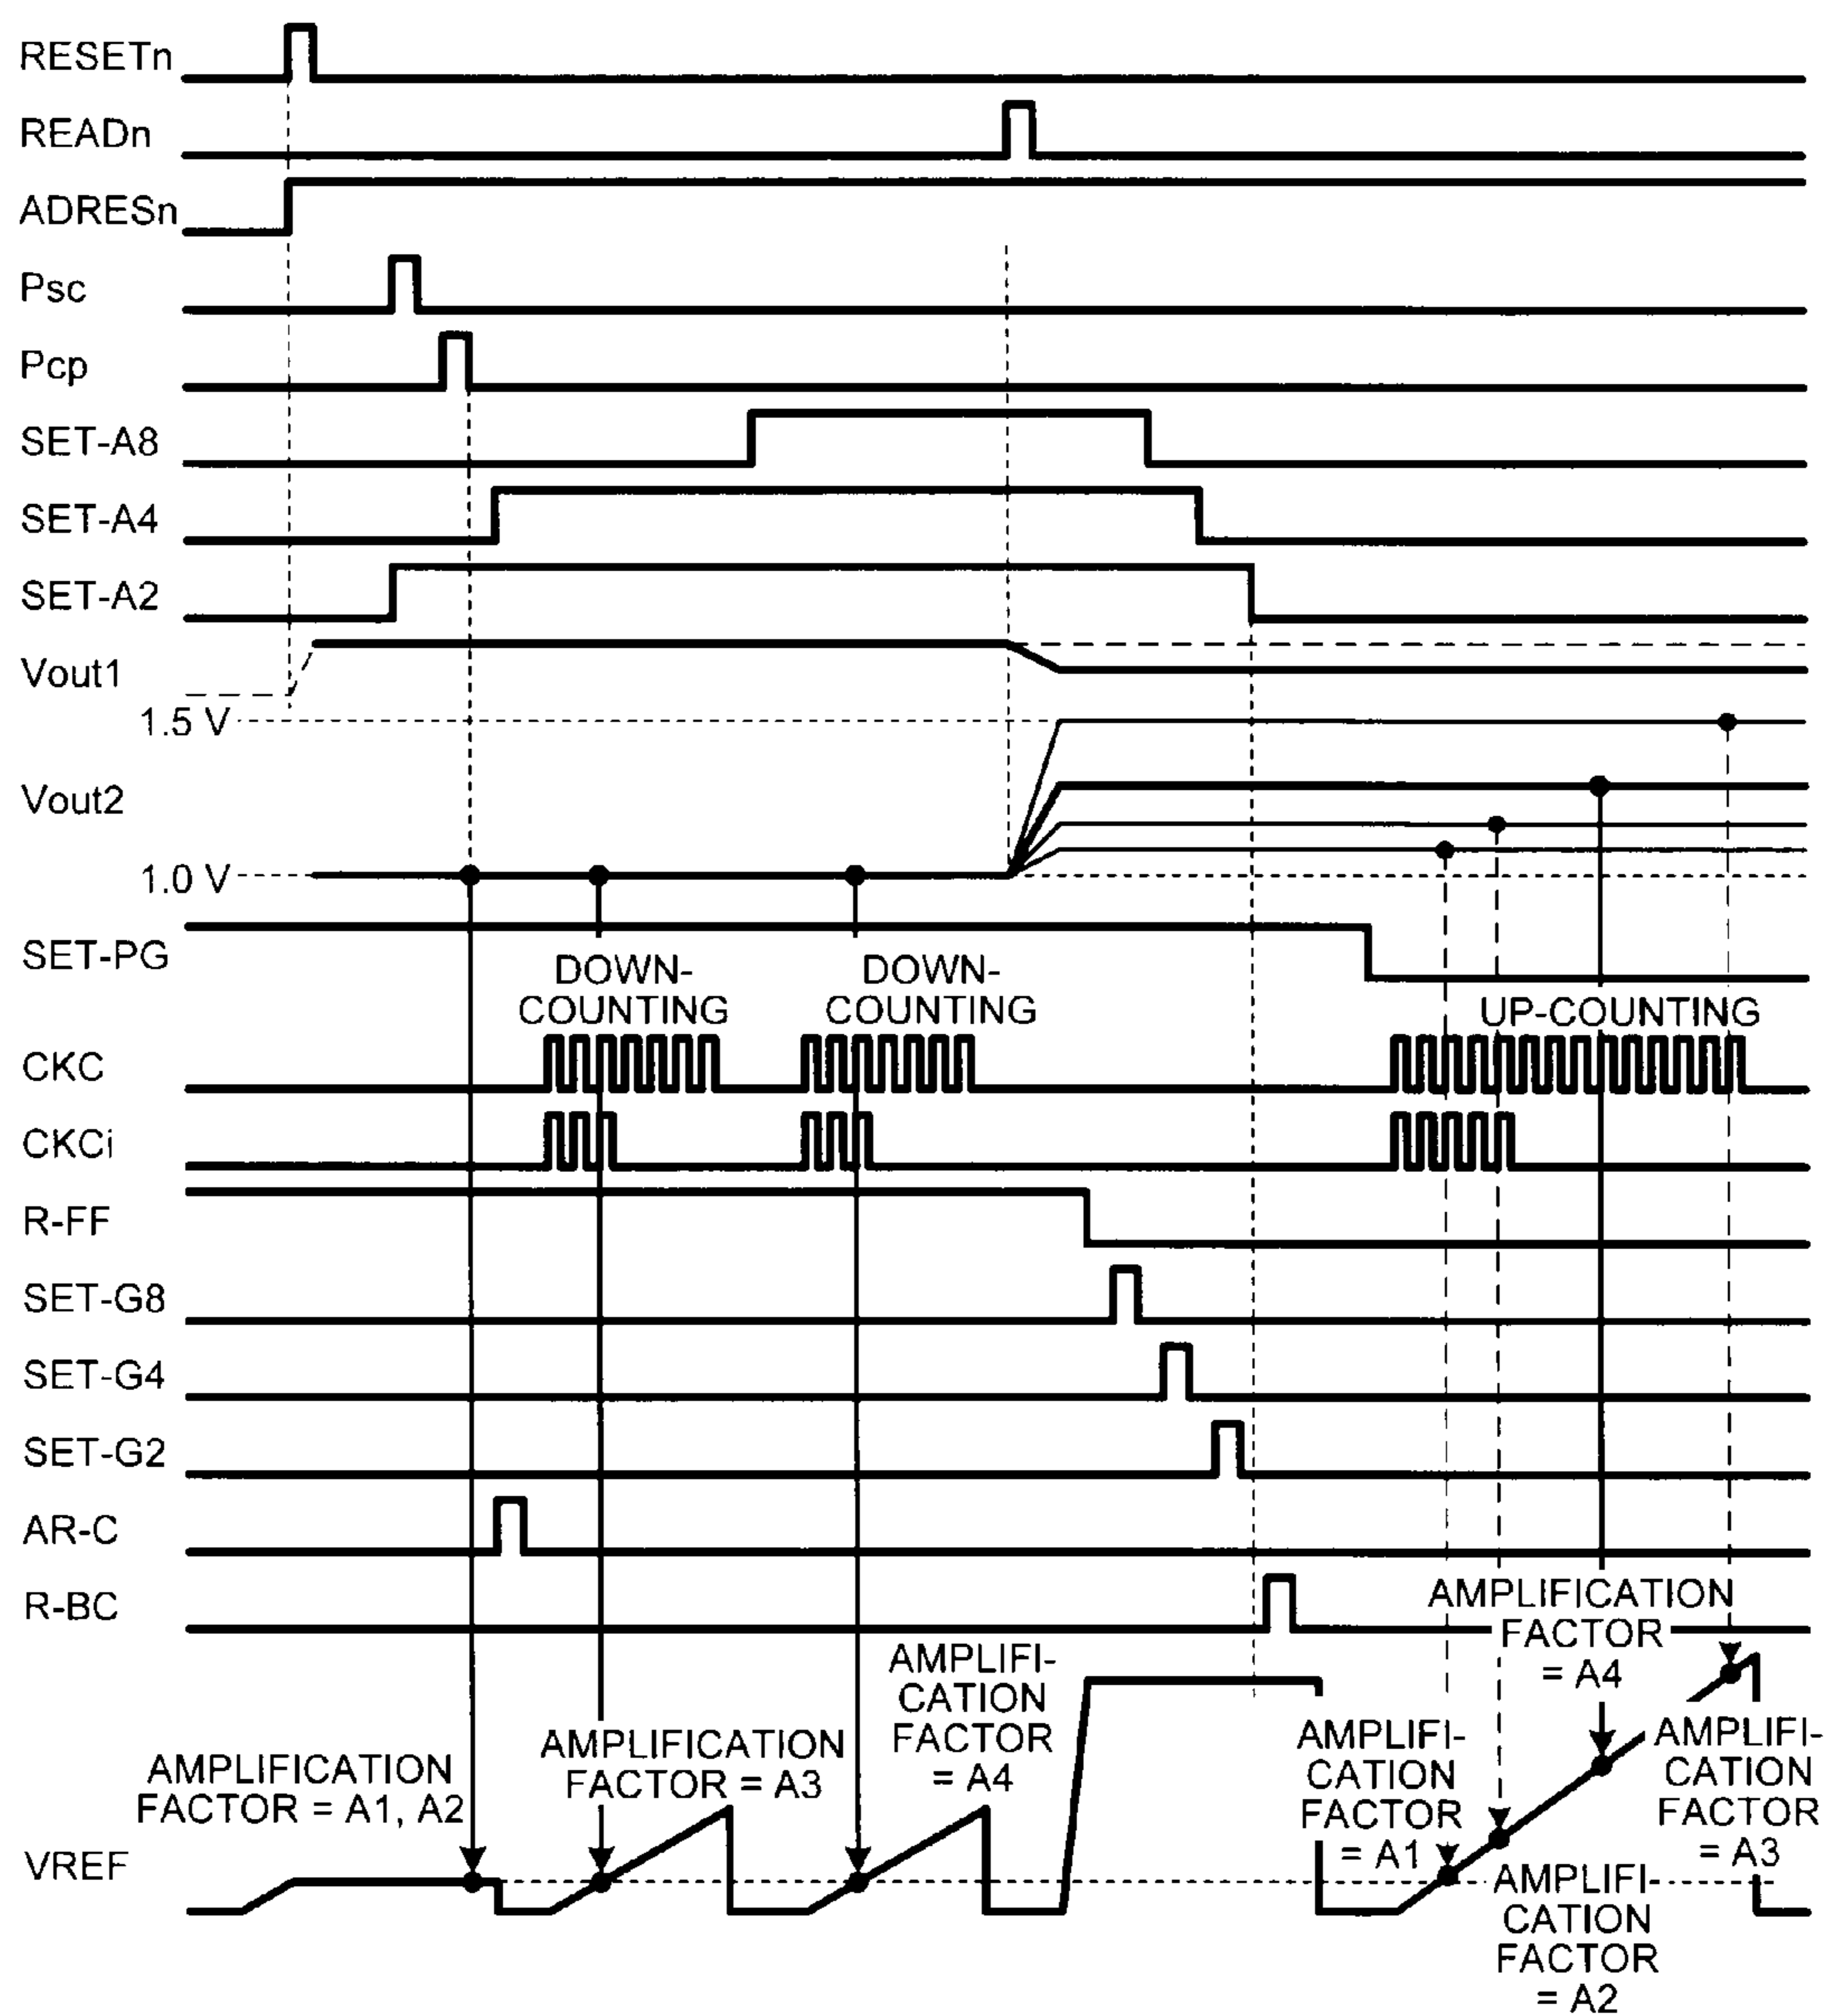 RESETn
READn
ADRESn
Psc
Pcp
SET-A8
SET-A4
SET-A2
Vout1
1.5 V
Vout2
1.0 V
SET-PG
DOWN-
COUNTING
DOWN-
COUNTING
UP-COUNTING
CKC
CKCi
R-FF
SET-G8
SET-G4
SET-G2
AR-C
R-BC
AMPLIFICATION
FACTOR
= A4
AMPLIFI-
CATION
FACTOR
= A4
AMPLIFICATION
FACTOR = A3
AMPLIFICATION
FACTOR = A1, A2
AMPLIFI-
CATION
FACTOR
= A1
AMPLIFI-
CATION
FACTOR
= A3
VREF
AMPLIFI-
CATION
FACTOR
= A2